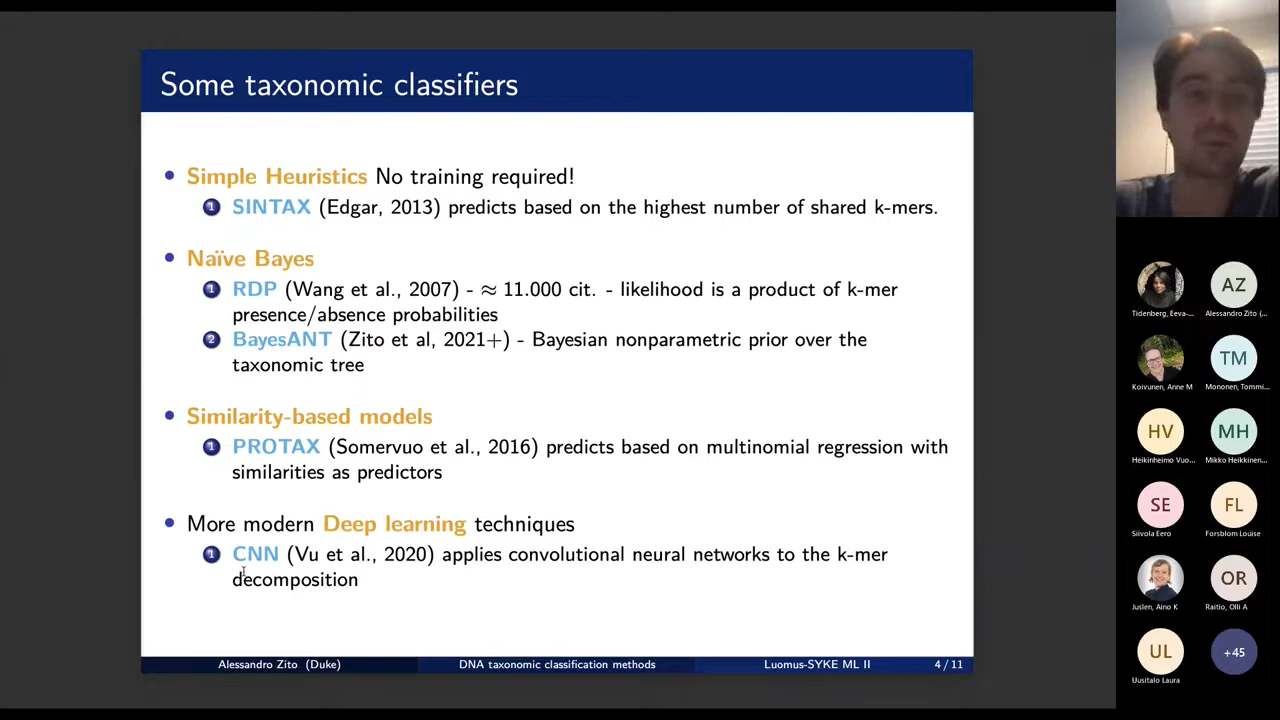 Some taxonomic classifiers
• Simple Heuristics No training required!
1 SINTAX (Edgar, 2013) predicts based on the highest number of shared k-mers.
• Naïve Bayes
1 RDP (Wang et al., 2007) - ≈ 11.000 cit. - likelihood is a product of k-mer
presence/absence probabilities
2 BayesANT (Zito et al, 2021+) - Bayesian nonparametric prior over the
taxonomic tree
• Similarity-based models
1 PROTAX (Somervuo et al., 2016) predicts based on multinomial regression with
similarities as predictors
• More modern Deep learning techniques
1 CNN (Vu et al., 2020) applies convolutional neural networks to the k-mer
decomposition
Alessandro Zito (Duke) DNA taxonomic classification methods Luomus-SYKE ML II 4 / 11
AZ
Tidenberg, Eeva-... Alessandro Zito (...
TM
Koivunen, Anne M Mononen, Tommi...
HV MH
Heikinheimo Vuo... Mikko Heikkinen...
SE FL
Siivola Eero Forsblom Louise
OR
Juslen, Aino K Raitio, Olli A
UL +45
Uusitalo Laura